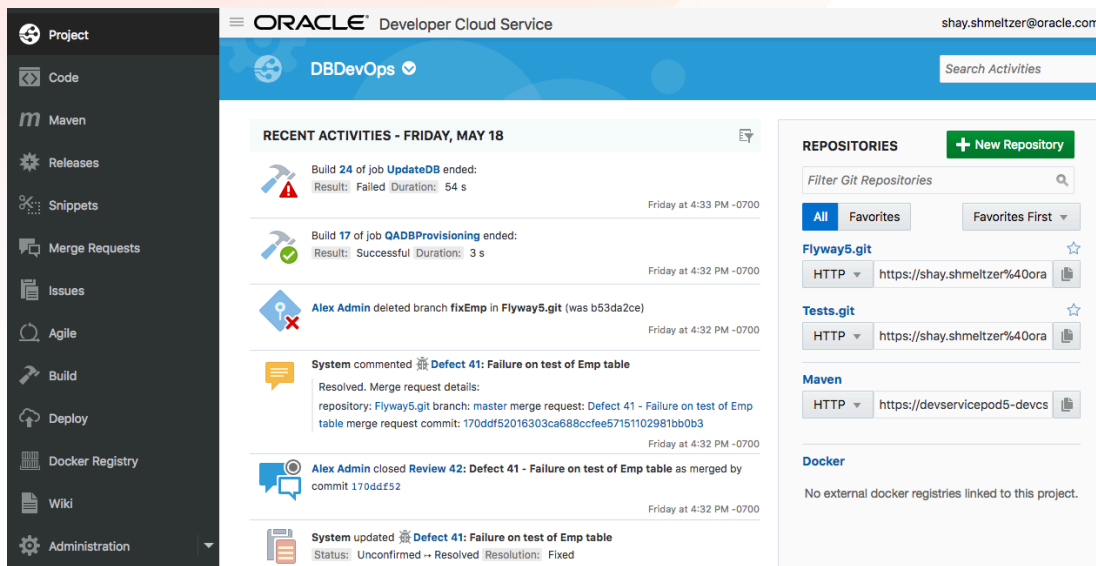 Project
Code
Maven
Releases
Snippets
Merge Requests
Issues
Agile
Build
Deploy
Docker Registry
Wiki
Administration
ORACLE® Developer Cloud Service
shay.shmeltzer@oracle.com
DBDevOps
Search Activities
RECENT ACTIVITIES - FRIDAY, MAY 18
Build 24 of job UpdateDB ended:
Result: Failed Duration: 54 s
Friday at 4:33 PM -0700
Build 17 of job QADBProvisioning ended:
Result: Successful Duration: 3 s
Friday at 4:32 PM -0700
Alex Admin deleted branch fixEmp in Flyway5.git (was b53da2ce)
Friday at 4:32 PM -0700
System commented Defect 41: Failure on test of Emp table
Resolved. Merge request details:
repository: Flyway5.git branch: master merge request: Defect 41 - Failure on test of Emp
table merge request commit: 170ddf52016303ca688ccfee57151102981bb0b3
Friday at 4:32 PM -0700
Alex Admin closed Review 42: Defect 41 - Failure on test of Emp table as merged by
commit 170ddf52
Friday at 4:32 PM -0700
System updated Defect 41: Failure on test of Emp table
Status: Unconfirmed → Resolved Resolution: Fixed
REPOSITORIES
+ New Repository
Filter Git Repositories
All Favorites Favorites First
Flyway5.git
HTTP https://shay.shmeltzer%40ora
Tests.git
HTTP https://shay.shmeltzer%40ora
Maven
HTTP https://devservicepod5-devcs
Docker
No external docker registries linked to this project.